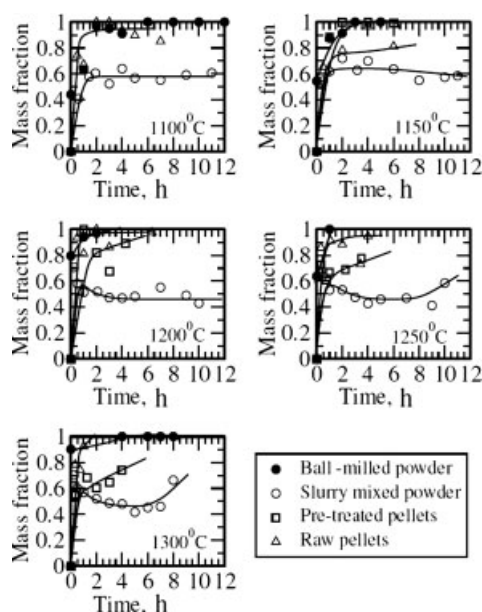 Mass fraction
1
0.8
0.6
0.4
0.2
0
1100⁰C
0 2 4 6 8 10 12
Time, h
Mass fraction
1
0.8
0.6
0.4
0.2
0
1150⁰C
0 2 4 6 8 10 12
Time, h
Mass fraction
1
0.8
0.6
0.4
0.2
0
1200⁰C
0 2 4 6 8 10 12
Time, h
Mass fraction
1
0.8
0.6
0.4
0.2
0
1250⁰C
0 2 4 6 8 10 12
Time, h
Mass fraction
1
0.8
0.6
0.4
0.2
0
1300⁰C
0 2 4 6 8 10 12
Time, h
Ball -milled powder
Slurry mixed powder
Pre-treated pellets
Raw pellets